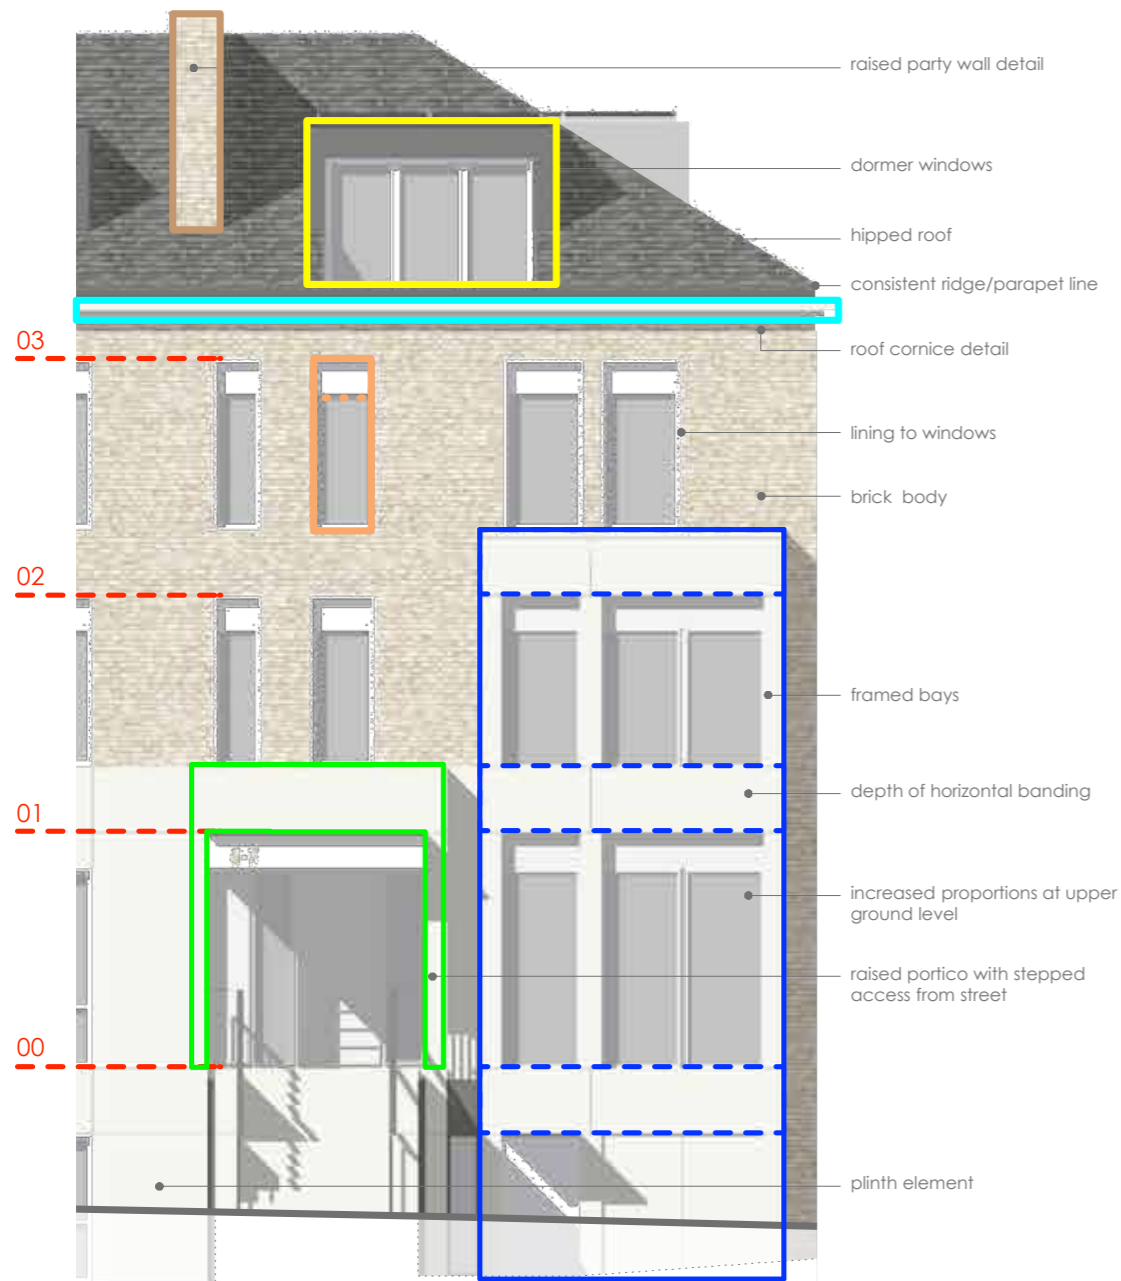 raised party wall detail
dormer windows
hipped roof
consistent ridge/parapet line
03
roof cornice detail
lining to windows
brick body
02
framed bays
depth of horizontal banding
01
increased proportions at upper
ground level
raised portico with stepped
access from street
00
plinth element